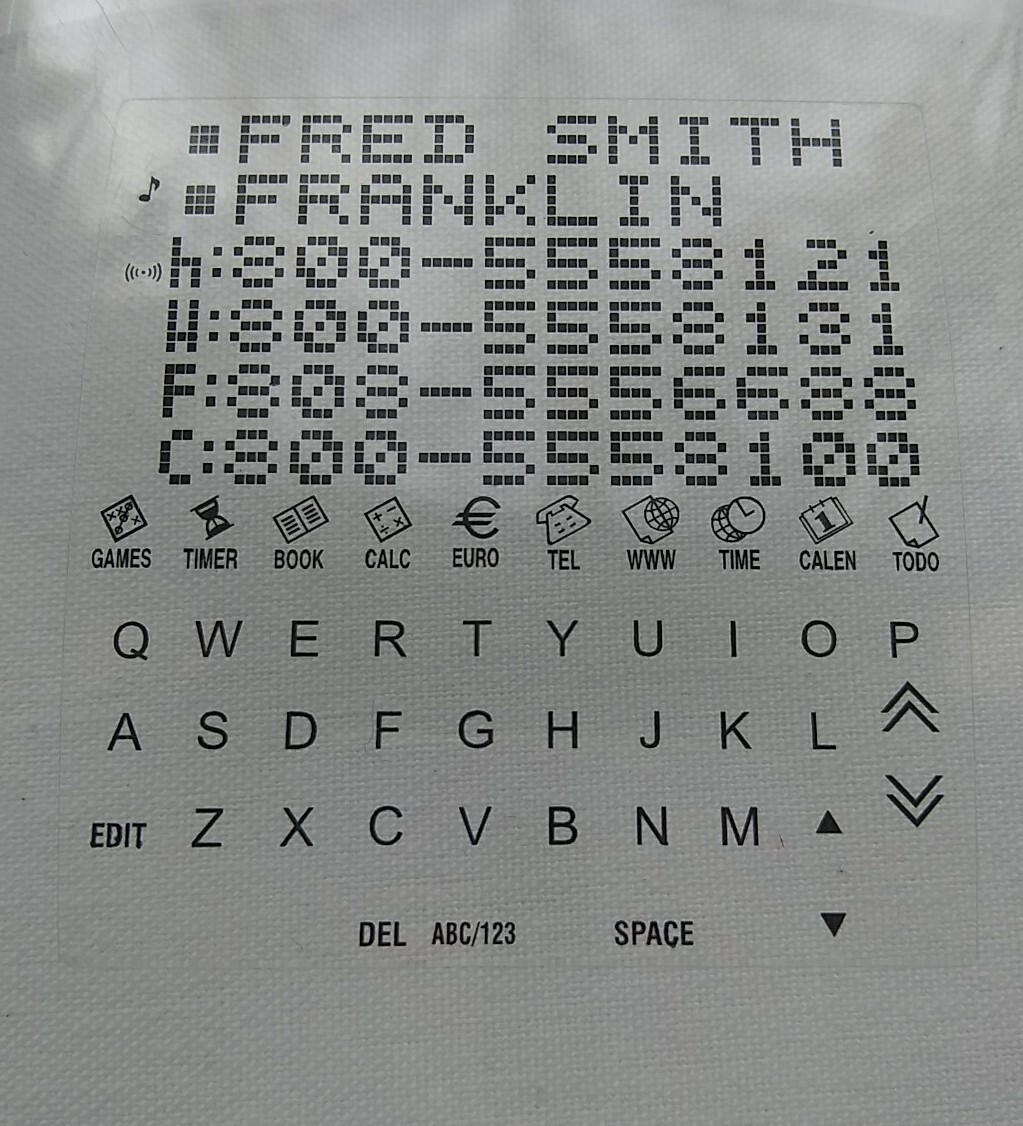 FRED SMITH
FRANKLIN
h:800-5558121
W:800-5558131
F:808-5556688
C:800-5558100
GAMES TIMER BOOK CALC EURO TEL WWW TIME CALEN TODO
Q W E R T Y U I O P
A S D F G H J K L
EDIT Z X C V B N M
DEL ABC/123 SPACE